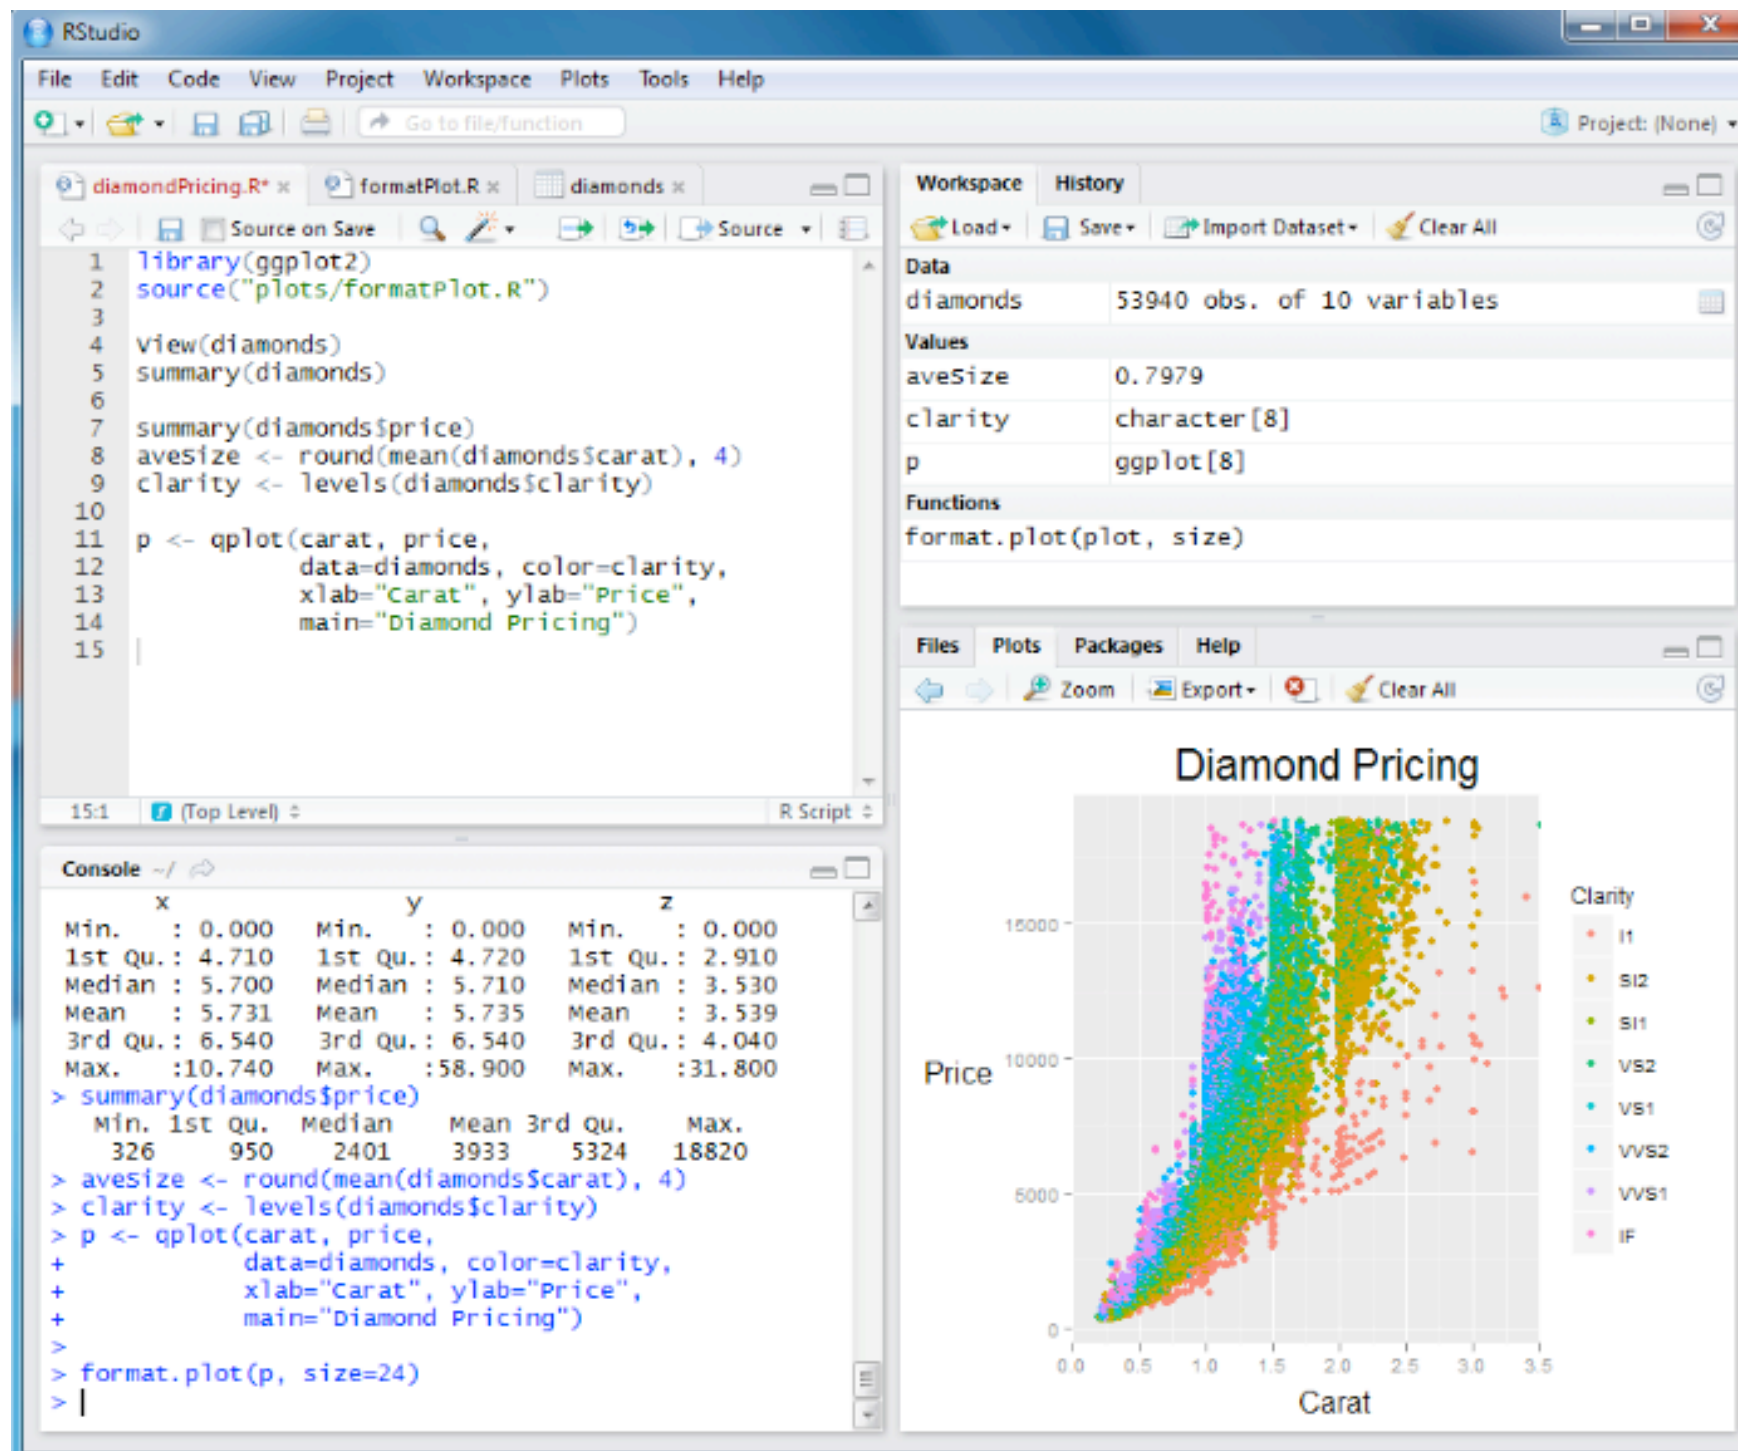 RStudio
File Edit Code View Project Workspace Plots Tools Help
Go to file/function
Project: (None)
diamondPricing.R* formatPlot.R diamonds
Source on Save Source
1 library(ggplot2)
2 source("plots/formatPlot.R")
3
4 View(diamonds)
5 summary(diamonds)
6
7 summary(diamonds$price)
8 aveSize <- round(mean(diamonds$carat), 4)
9 clarity <- levels(diamonds$clarity)
10
11 p <- qplot(carat, price,
12 data=diamonds, color=clarity,
13 xlab="Carat", ylab="Price",
14 main="Diamond Pricing")
15
15:1 (Top Level) R Script
Console ~/
x y z
Min. : 0.000 Min. : 0.000 Min. : 0.000
1st Qu.: 4.710 1st Qu.: 4.720 1st Qu.: 2.910
Median : 5.700 Median : 5.710 Median : 3.530
Mean : 5.731 Mean : 5.735 Mean : 3.539
3rd Qu.: 6.540 3rd Qu.: 6.540 3rd Qu.: 4.040
Max. :10.740 Max. :58.900 Max. :31.800
> summary(diamonds$price)
Min. 1st Qu. Median Mean 3rd Qu. Max.
326 950 2401 3933 5324 18820
> aveSize <- round(mean(diamonds$carat), 4)
> clarity <- levels(diamonds$clarity)
> p <- qplot(carat, price,
+ data=diamonds, color=clarity,
+ xlab="Carat", ylab="Price",
+ main="Diamond Pricing")
>
> format.plot(p, size=24)
>
Workspace History
Load Save Import Dataset Clear All
Data
diamonds 53940 obs. of 10 variables
Values
aveSize 0.7979
clarity character[8]
p ggplot[8]
Functions
format.plot(plot, size)
Files Plots Packages Help
Zoom Export Clear All
Diamond Pricing
Price
15000
10000
5000
0
0.0 0.5 1.0 1.5 2.0 2.5 3.0 3.5
Carat
Clarity
I1
SI2
SI1
VS2
VS1
VVS2
VVS1
IF